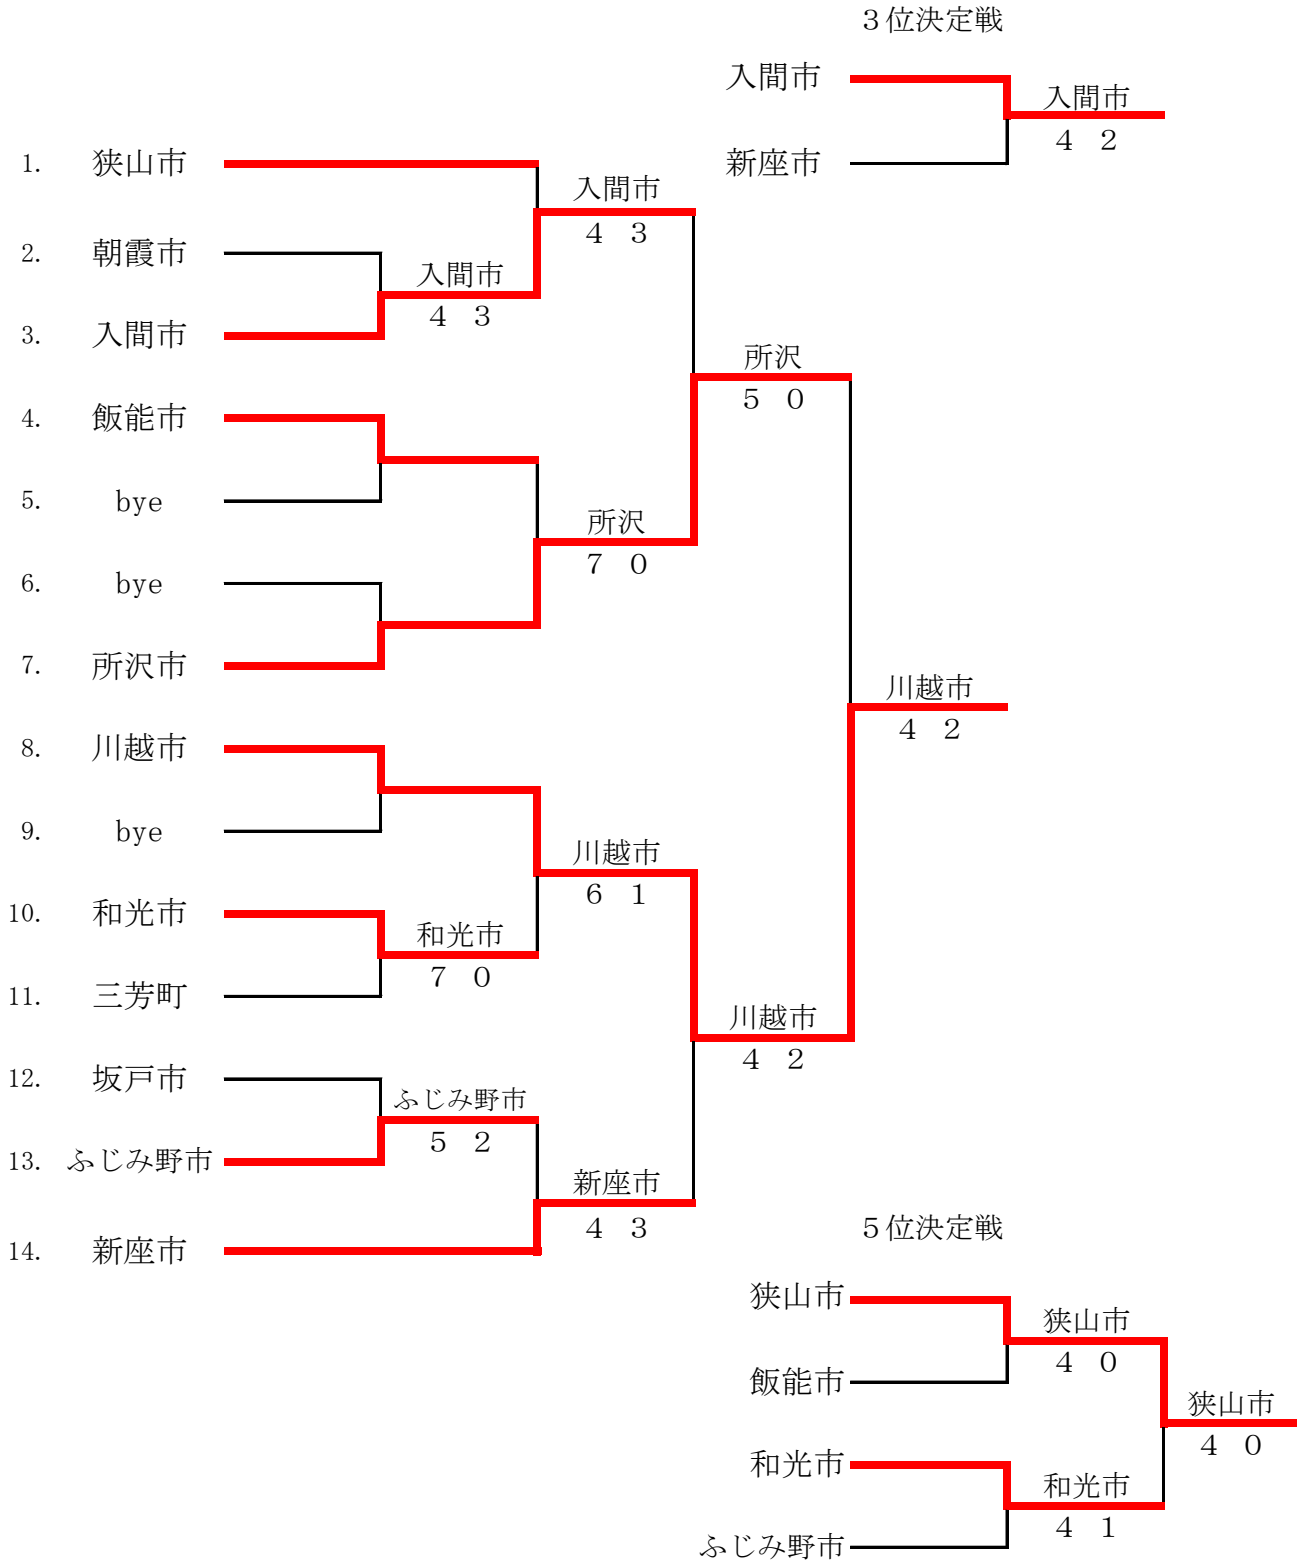 ３位決定戦
入間市
入間市
４ ２
新座市
1. 狭山市
入間市
４ ３
2. 朝霞市
入間市
４ ３
3. 入間市
所沢
５ ０
4. 飯能市
5. bye
所沢
７ ０
6. bye
7. 所沢市
川越市
４ ２
8. 川越市
9. bye
川越市
６ １
10. 和光市
和光市
７ ０
11. 三芳町
川越市
４ ２
12. 坂戸市
ふじみ野市
５ ２
13. ふじみ野市
新座市
４ ３
14. 新座市
５位決定戦
狭山市
狭山市
４ ０
飯能市
狭山市
４ ０
和光市
和光市
４ １
ふじみ野市